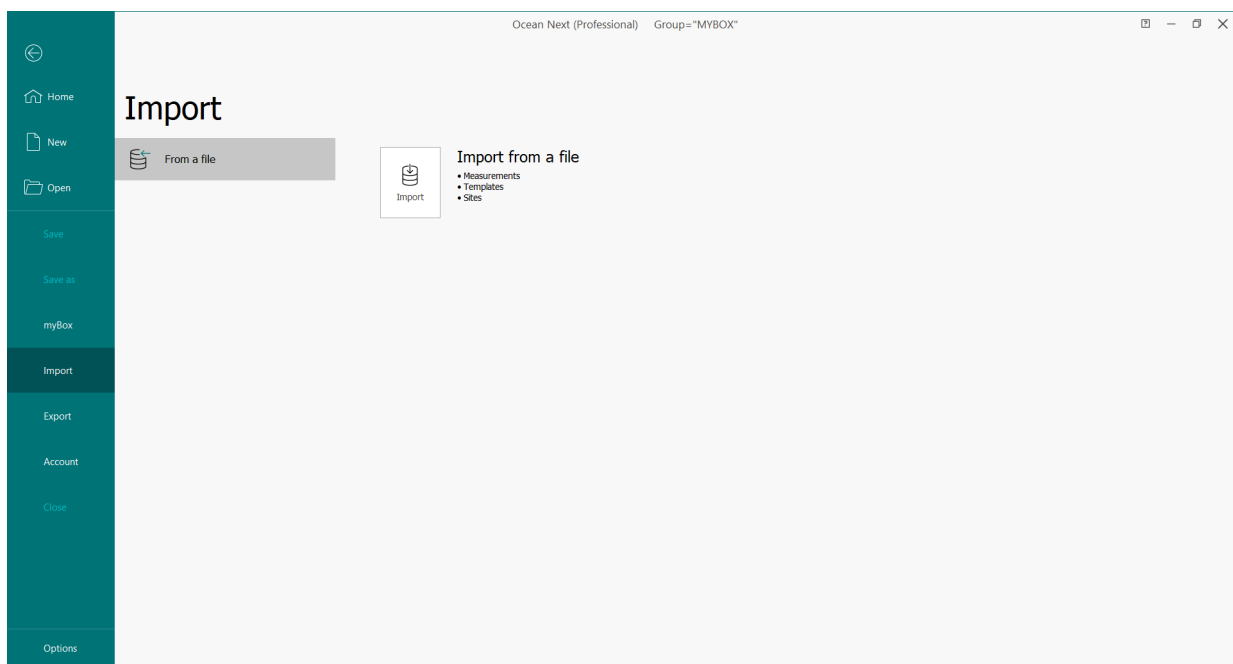 Ocean Next (Professional) Group="MYBOX"
Home
New
Open
Save
Save as
myBox
Import
Export
Account
Close
Options
Import
From a file
Import
Import from a file
• Measurements
• Templates
• Sites